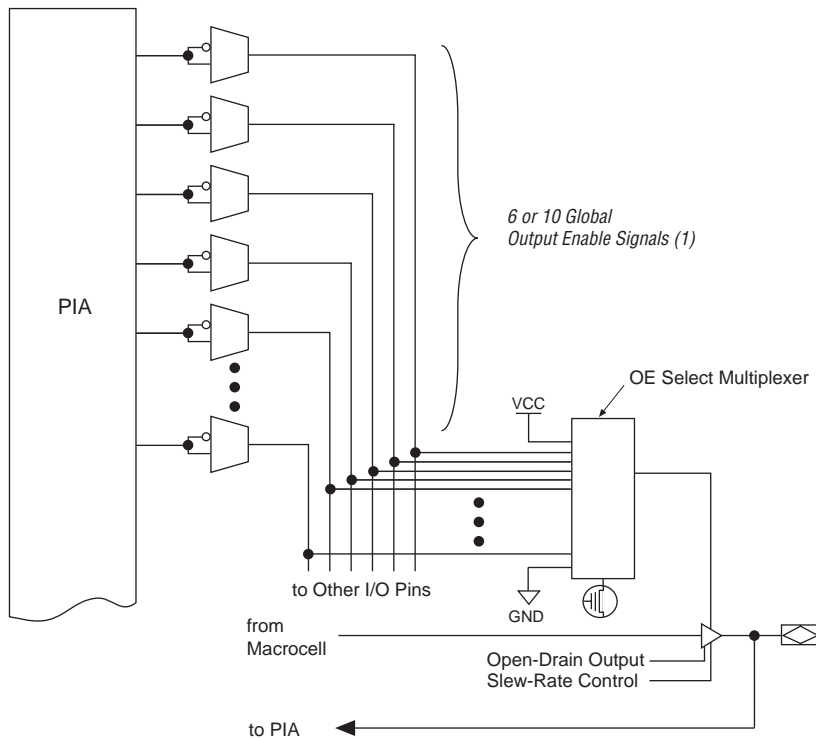 6 or 10 Global
Output Enable Signals (1)
PIA
OE Select Multiplexer
VCC
to Other I/O Pins
GND
from
Macrocell
Open-Drain Output
Slew-Rate Control
to PIA